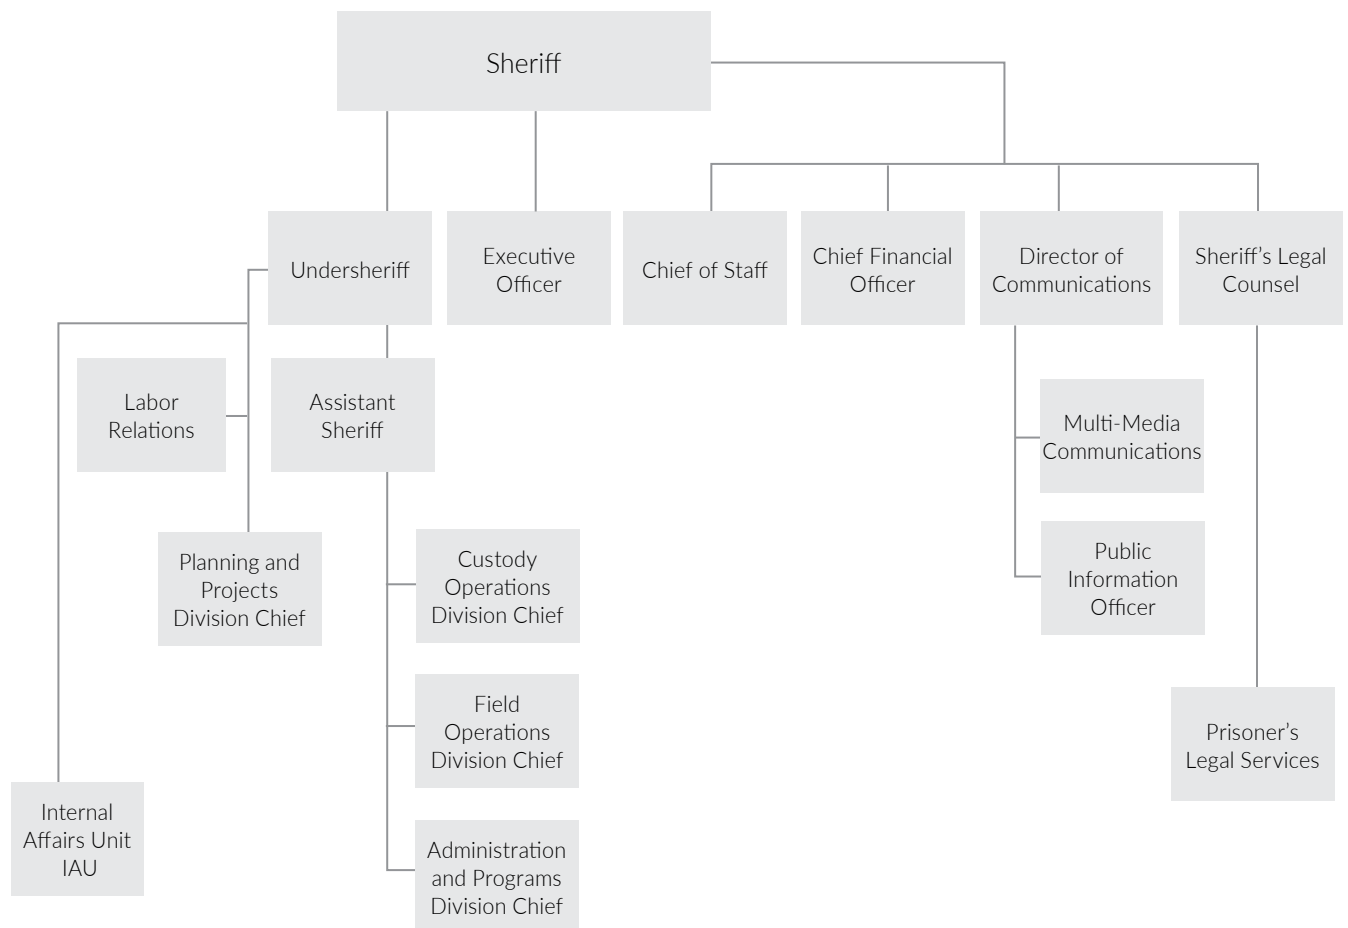 Sheriff
Undersheriff
Executive
Officer
Chief of Staff
Chief Financial
Officer
Director of
Communications
Sheriff’s Legal
Counsel
Labor
Relations
Assistant
Sheriff
Multi-Media
Communications
Planning and
Projects
Division Chief
Custody
Operations
Division Chief
Public
Information
Officer
Field
Operations
Division Chief
Prisoner’s
Legal Services
Internal
Affairs Unit
IAU
Administration
and Programs
Division Chief